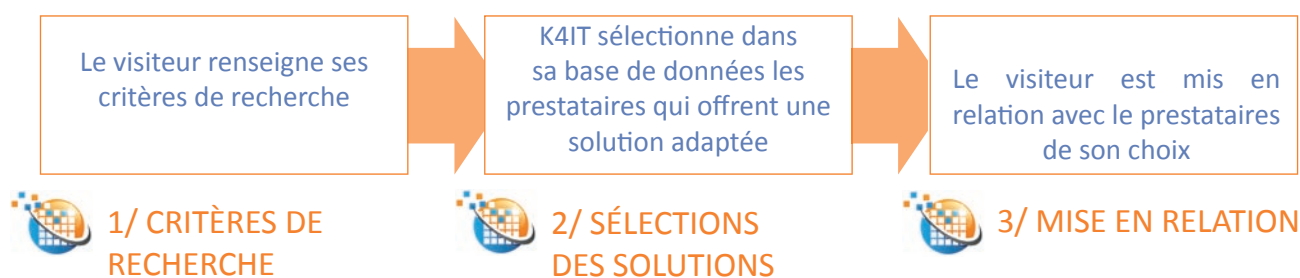 Le visiteur renseigne ses
critères de recherche
K4IT sélectionne dans
sa base de données les
prestataires qui offrent une
solution adaptée
Le visiteur est mis en
relation avec le prestataires
de son choix
1/ CRITÈRES DE
RECHERCHE
2/ SÉLECTIONS
DES SOLUTIONS
3/ MISE EN RELATION